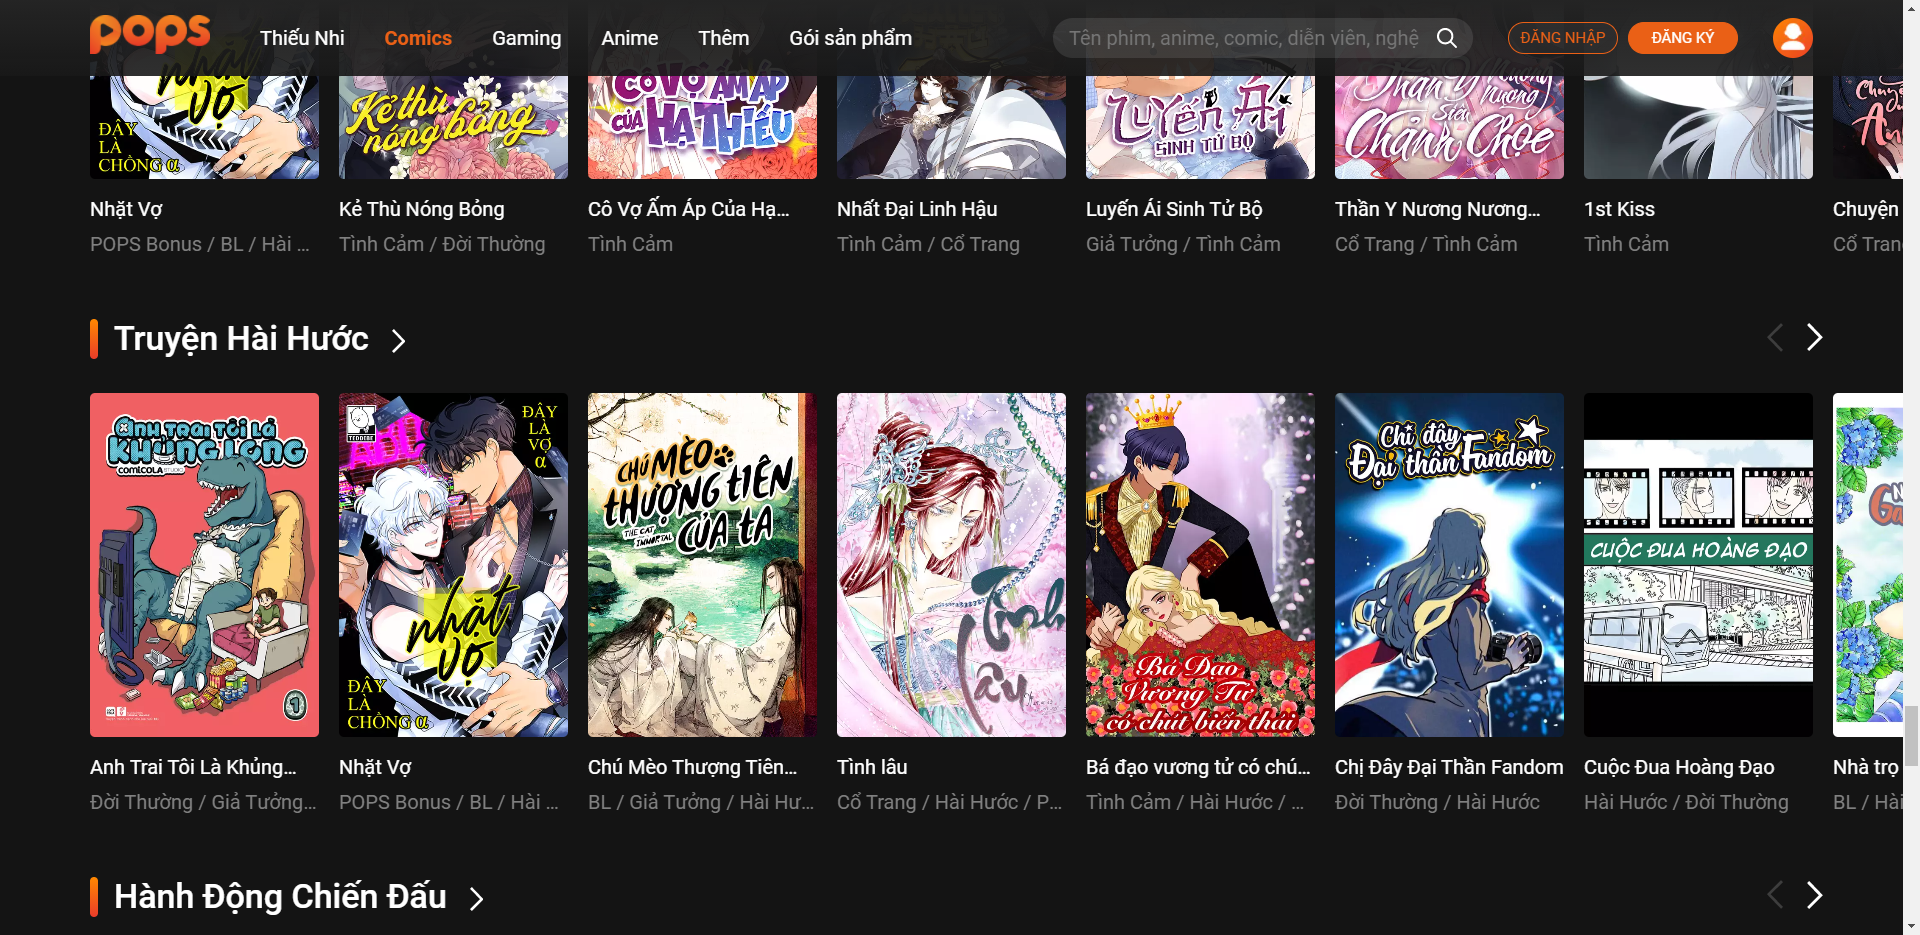 POPS
Thiếu Nhi
Comics
Gaming
Anime
Thêm
Gói sản phẩm
Tên phim, anime, comic, diễn viên, nghệ
ĐĂNG NHẬP
ĐĂNG KÝ
nhặt
vợ
ĐÂY
LÀ
CHỒNG α
Kẻ thù
nóng bỏng
CÔ VỢ ẤM ÁP
CỦA HẠ THIẾU
Luyến Ái
SINH TỬ BỘ
Thần Y Nương Nương
Siêu
Chảnh Chọe
Nhặt Vợ
Kẻ Thù Nóng Bỏng
Cô Vợ Ấm Áp Của Hạ...
Nhất Đại Linh Hậu
Luyến Ái Sinh Tử Bộ
Thần Y Nương Nương...
1st Kiss
Chuyện
POPS Bonus / BL / Hài ...
Tình Cảm / Đời Thường
Tình Cảm
Tình Cảm / Cổ Trang
Giả Tưởng / Tình Cảm
Cổ Trang / Tình Cảm
Tình Cảm
Cổ Tran
Truyện Hài Hước
ANH TRAI TÔI LÀ
KHỦNG LONG
COMICOLA STUDIO
1
TEDDIBE
ĐÂY
LÀ
VỢ
α
nhặt
vợ
ĐÂY
LÀ
CHỒNG α
CHÚ MÈO
THƯỢNG TIÊN
THE CAT
IMMORTAL
CỦA TA
Tình
lâu
Bá Đạo
Vương Tử
có chút biến thái
Chị đây
Đại thần Fandom
CUỘC ĐUA HOÀNG ĐẠO
Anh Trai Tôi Là Khủng...
Nhặt Vợ
Chú Mèo Thượng Tiên...
Tình lâu
Bá đạo vương tử có chú...
Chị Đây Đại Thần Fandom
Cuộc Đua Hoàng Đạo
Nhà trọ
Đời Thường / Giả Tưởng...
POPS Bonus / BL / Hài ...
BL / Giả Tưởng / Hài Hư...
Cổ Trang / Hài Hước / P...
Tình Cảm / Hài Hước / ...
Đời Thường / Hài Hước
Hài Hước / Đời Thường
BL / Hài
Hành Động Chiến Đấu